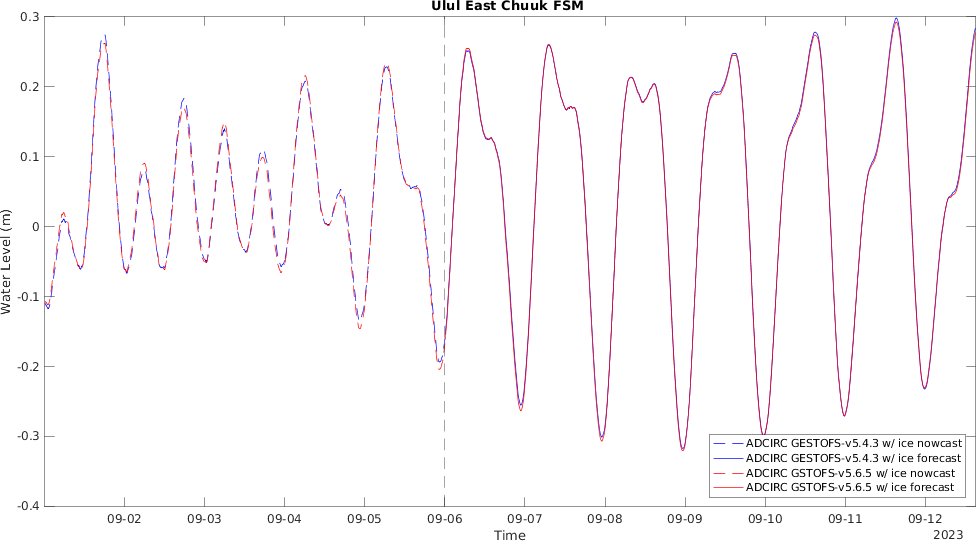 Ulul East Chuuk FSM
0.3
0.2
0.1
0
-0.1
-0.2
-0.3
-0.4
Water Level (m)
ADCIRC GESTOFS-v5.4.3 w/ ice nowcast
ADCIRC GESTOFS-v5.4.3 w/ ice forecast
ADCIRC GSTOFS-v5.6.5 w/ ice nowcast
ADCIRC GSTOFS-v5.6.5 w/ ice forecast
09-02 09-03 09-04 09-05 09-06 09-07 09-08 09-09 09-10 09-11 09-12
Time
2023